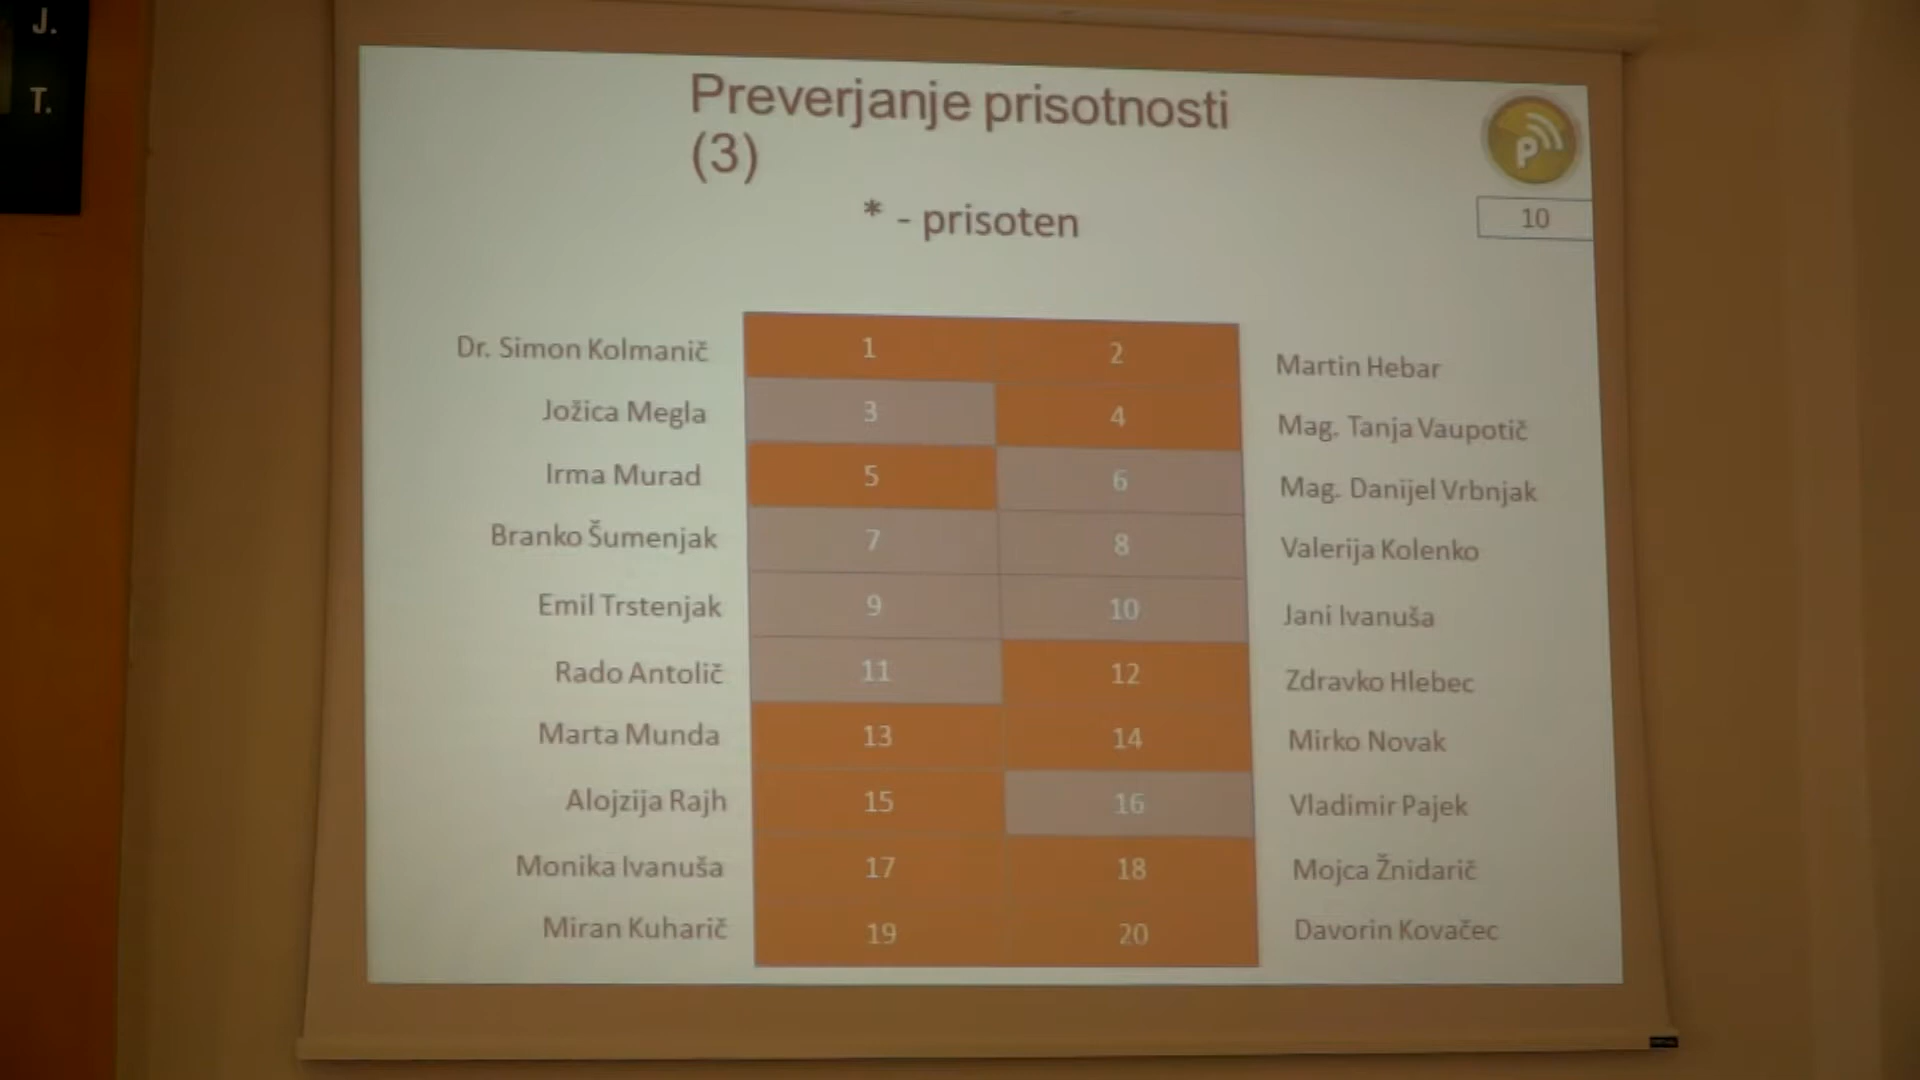 J.
T.
Preverjanje prisotnosti
(3)
* - prisoten
P
10
Dr. Simon Kolmanič 1 2 Martin Hebar
Jožica Megla 3 4 Mag. Tanja Vaupotič
Irma Murad 5 6 Mag. Danijel Vrbnjak
Branko Šumenjak 7 8 Valerija Kolenko
Emil Trstenjak 9 10 Jani Ivanuša
Rado Antolič 11 12 Zdravko Hlebec
Marta Munda 13 14 Mirko Novak
Alojzija Rajh 15 16 Vladimir Pajek
Monika Ivanuša 17 18 Mojca Žnidarič
Miran Kuharič 19 20 Davorin Kovačec